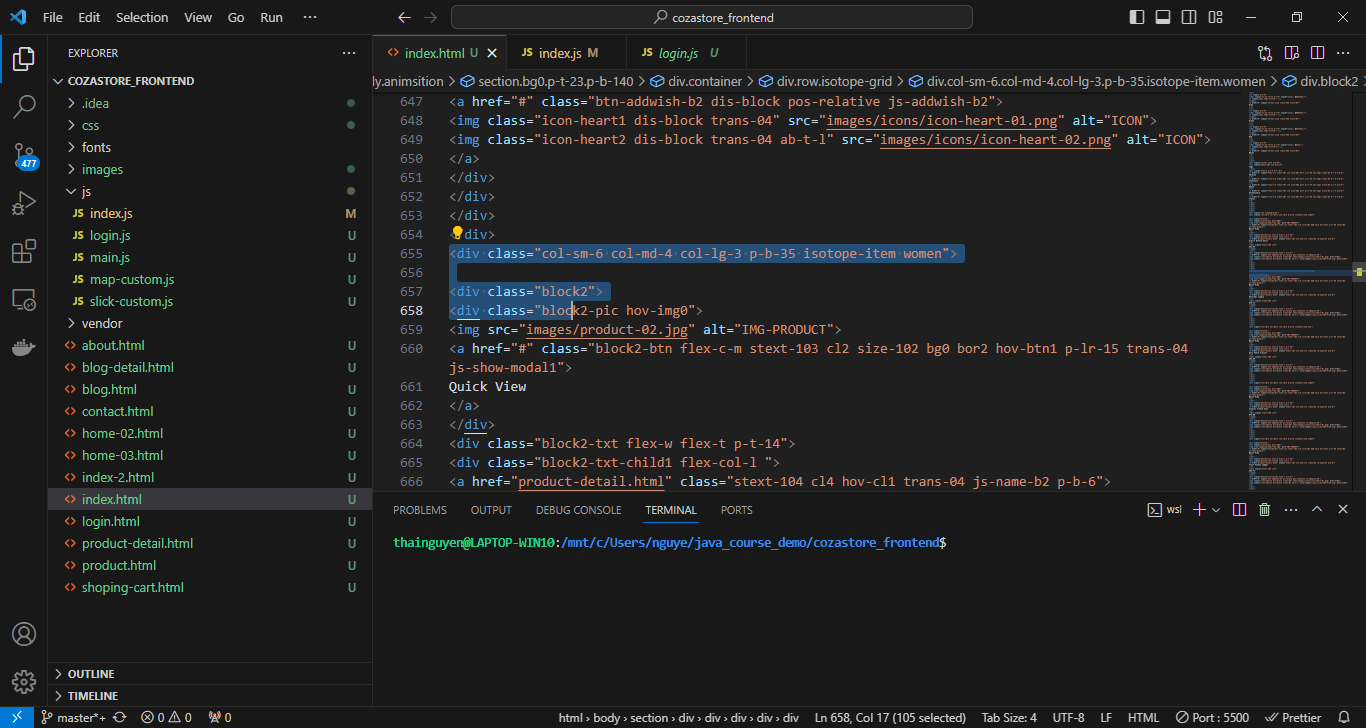 File Edit Selection View Go Run ···
cozastore_frontend
EXPLORER
COZASTORE_FRONTEND
.idea
css
fonts
images
js
JS index.js M
JS login.js U
JS main.js U
JS map-custom.js U
JS slick-custom.js U
vendor
<> about.html U
<> blog-detail.html U
<> blog.html U
<> contact.html U
<> home-02.html U
<> home-03.html U
<> index-2.html U
<> index.html U
<> login.html U
<> product-detail.html U
<> product.html U
<> shoping-cart.html U
OUTLINE
TIMELINE
477
<> index.html U
JS index.js M
JS login.js U
dy.animsition > section.bg0.p-t-23.p-b-140 > div.container > div.row.isotope-grid > div.col-sm-6.col-md-4.col-lg-3.p-b-35.isotope-item.women > div.block2
647 <a href="#" class="btn-addwish-b2 dis-block pos-relative js-addwish-b2">
648 <img class="icon-heart1 dis-block trans-04" src="images/icons/icon-heart-01.png" alt="ICON">
649 <img class="icon-heart2 dis-block trans-04 ab-t-l" src="images/icons/icon-heart-02.png" alt="ICON">
650 </a>
651 </div>
652 </div>
653 </div>
654 </div>
655 <div class="col-sm-6 col-md-4 col-lg-3 p-b-35 isotope-item women">
656
657 <div class="block2">
658 <div class="block2-pic hov-img0">
659 <img src="images/product-02.jpg" alt="IMG-PRODUCT">
660 <a href="#" class="block2-btn flex-c-m stext-103 cl2 size-102 bg0 bor2 hov-btn1 p-lr-15 trans-04
js-show-modal1">
661 Quick View
662 </a>
663 </div>
664 <div class="block2-txt flex-w flex-t p-t-14">
665 <div class="block2-txt-child1 flex-col-l ">
666 <a href="product-detail.html" class="stext-104 cl4 hov-cl1 trans-04 js-name-b2 p-b-6">
PROBLEMS OUTPUT DEBUG CONSOLE TERMINAL PORTS
wsl
thainguyen@LAPTOP-WIN10:/mnt/c/Users/nguye/java_course_demo/cozastore_frontend$
master*+ 0 0 0
html > body > section > div > div > div > div > div
Ln 658, Col 17 (105 selected)
Tab Size: 4
UTF-8
LF
HTML
Port : 5500
Prettier